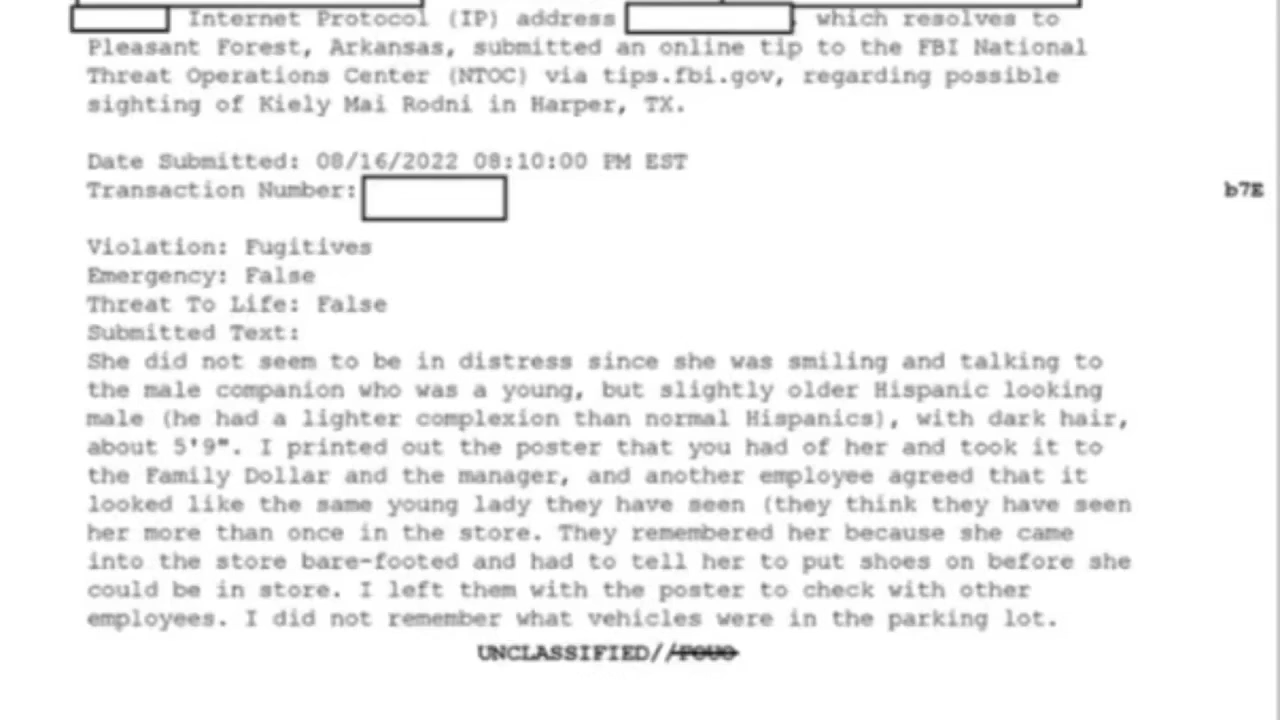 Internet Protocol (IP) address , which resolves to
Pleasant Forest, Arkansas, submitted an online tip to the FBI National
Threat Operations Center (NTOC) via tips.fbi.gov, regarding possible
sighting of Kiely Mai Rodni in Harper, TX.
Date Submitted: 08/16/2022 08:10:00 PM EST
Transaction Number:
b7E
Violation: Fugitives
Emergency: False
Threat To Life: False
Submitted Text:
She did not seem to be in distress since she was smiling and talking to
the male companion who was a young, but slightly older Hispanic looking
male (he had a lighter complexion than normal Hispanics), with dark hair,
about 5'9". I printed out the poster that you had of her and took it to
the Family Dollar and the manager, and another employee agreed that it
looked like the same young lady they have seen (they think they have seen
her more than once in the store. They remembered her because she came
into the store bare-footed and had to tell her to put shoes on before she
could be in store. I left them with the poster to check with other
employees. I did not remember what vehicles were in the parking lot.
UNCLASSIFIED//FOUO